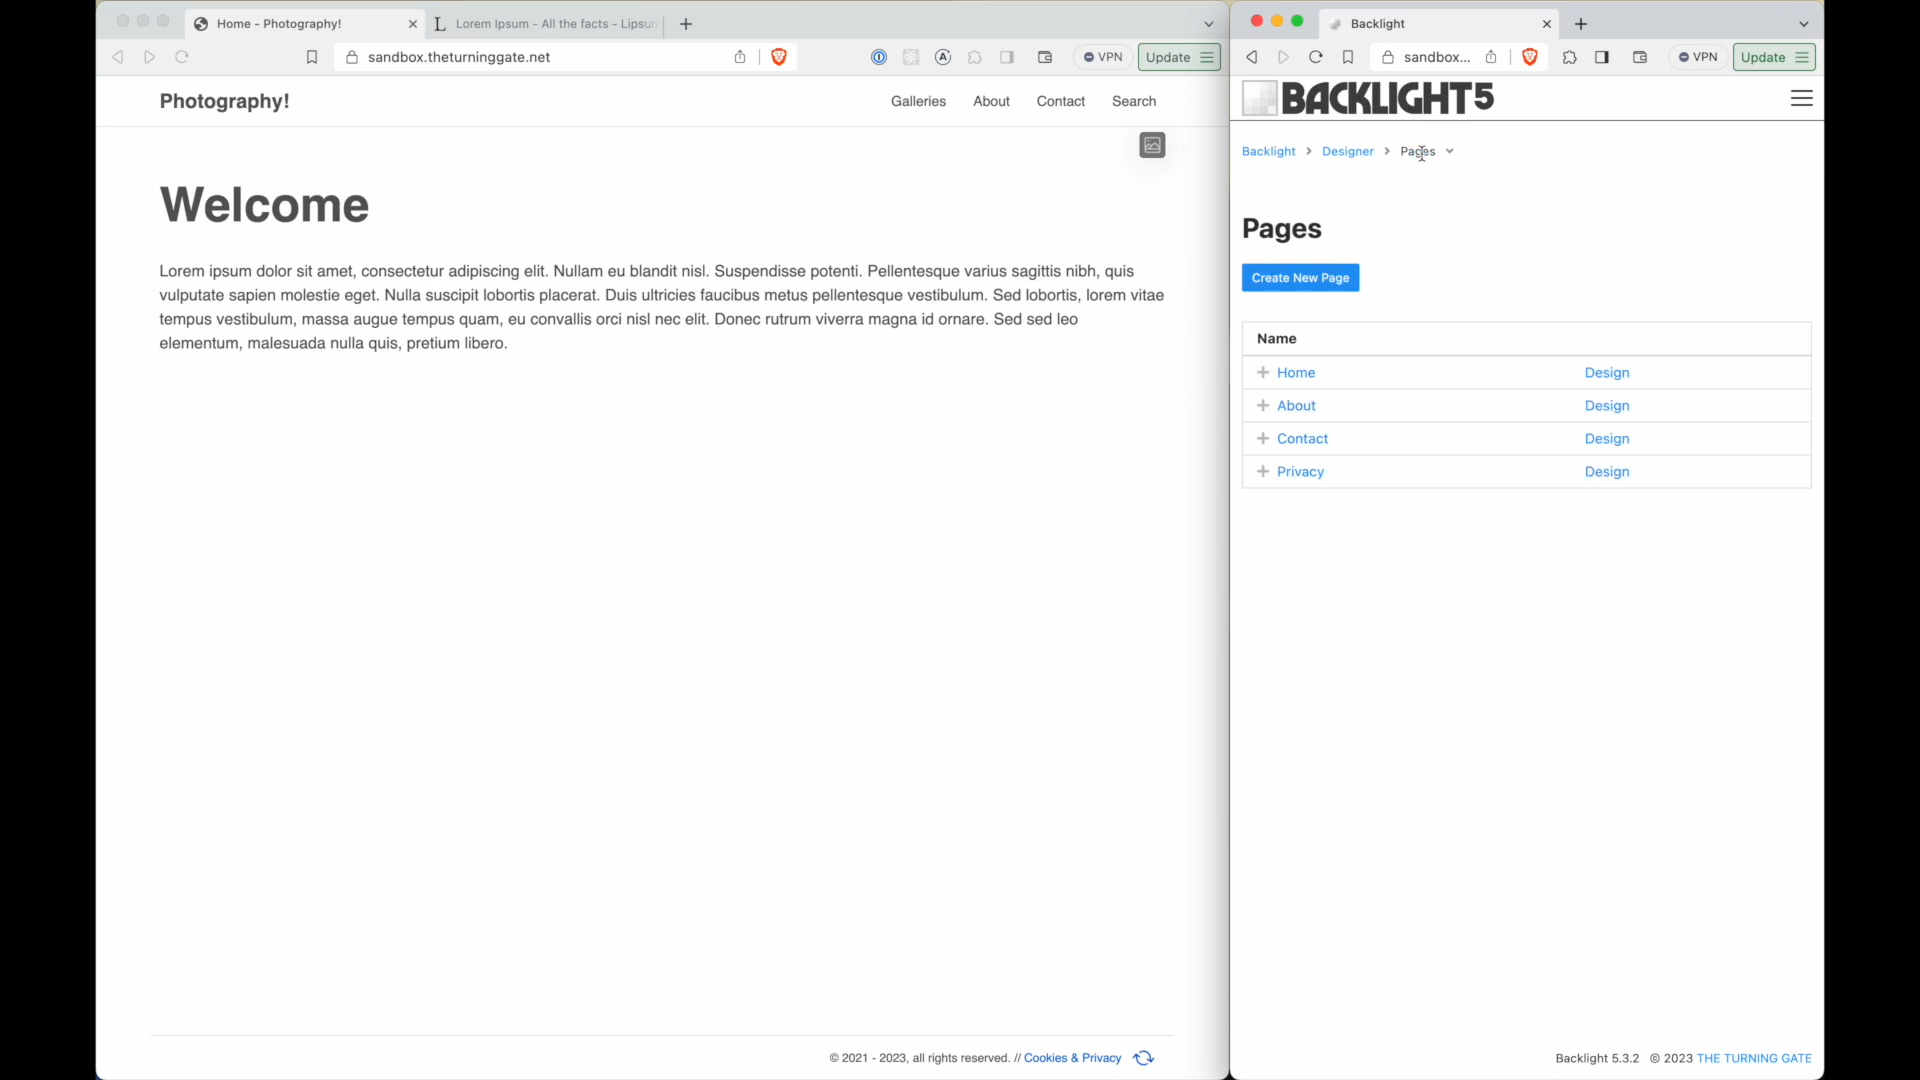 Home - Photography!
Lorem Ipsum - All the facts - Lipsu
sandbox.theturninggate.net
VPN
Update
Photography!
Galleries
About
Contact
Search
Welcome
Lorem ipsum dolor sit amet, consectetur adipiscing elit. Nullam eu blandit nisl. Suspendisse potenti. Pellentesque varius sagittis nibh, quis
vulputate sapien molestie eget. Nulla suscipit lobortis placerat. Duis ultricies faucibus metus pellentesque vestibulum. Sed lobortis, lorem vitae
tempus vestibulum, massa augue tempus quam, eu convallis orci nisl nec elit. Donec rutrum viverra magna id ornare. Sed sed leo
elementum, malesuada nulla quis, pretium libero.
© 2021 - 2023, all rights reserved. // Cookies & Privacy
Backlight
sandbox...
VPN
Update
BACKLIGHT5
Backlight
Designer
Pages
Pages
Create New Page
Name
Home
Design
About
Design
Contact
Design
Privacy
Design
Backlight 5.3.2 © 2023 THE TURNING GATE